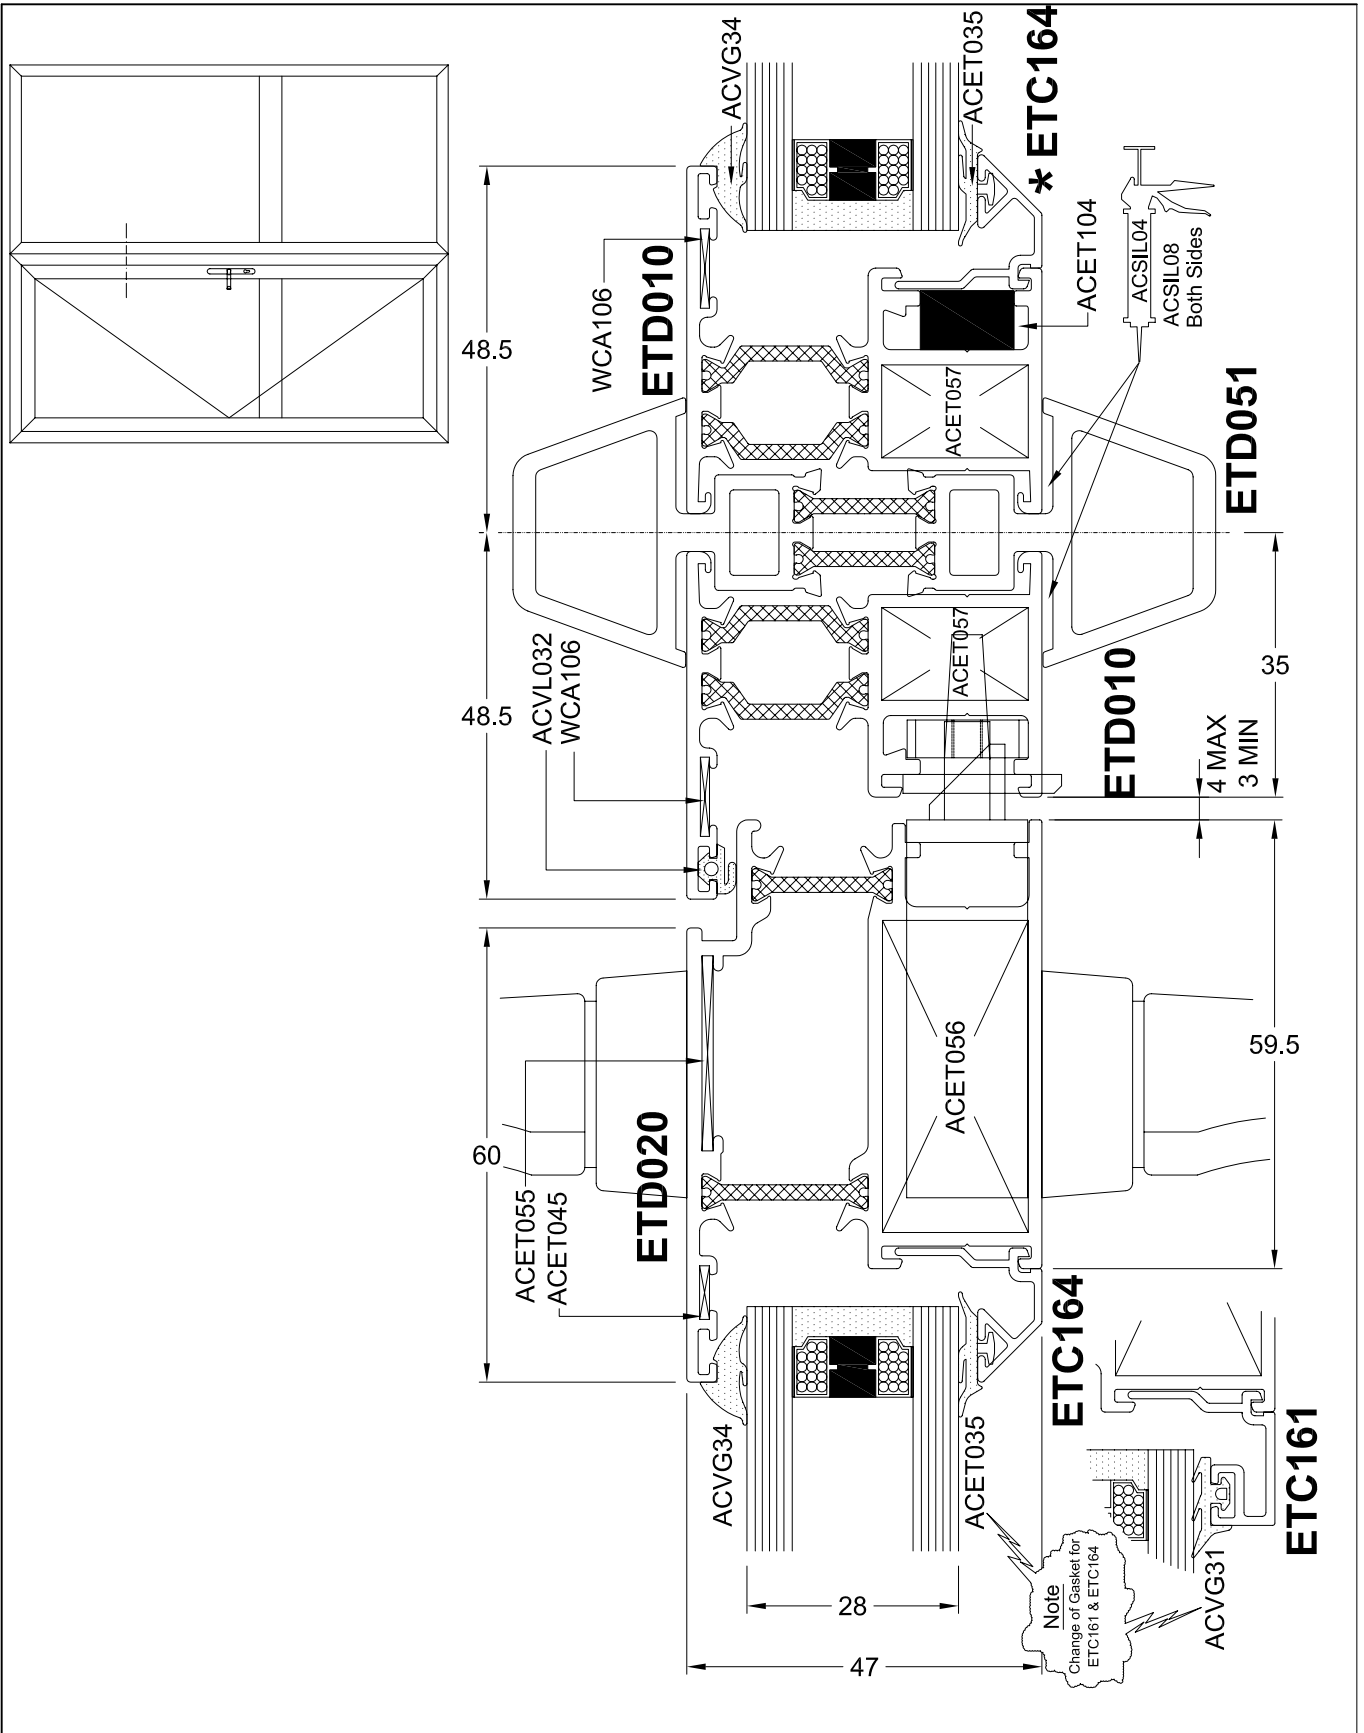 ACVG34
ACET035
* ETC164
WCA106
ETD010
ACET104
ACSIL04
ACSIL08
Both Sides
48.5
ACET057
ETD051
48.5
ACVL032
WCA106
ACET057
ETD010
35
4 MAX
3 MIN
60
ACET055
ACET045
ETD020
ACET056
59.5
ACVG34
ACET035
ETC164
ETC161
ACVG31
Note
Change of Gasket for
ETC161 & ETC164
28
47